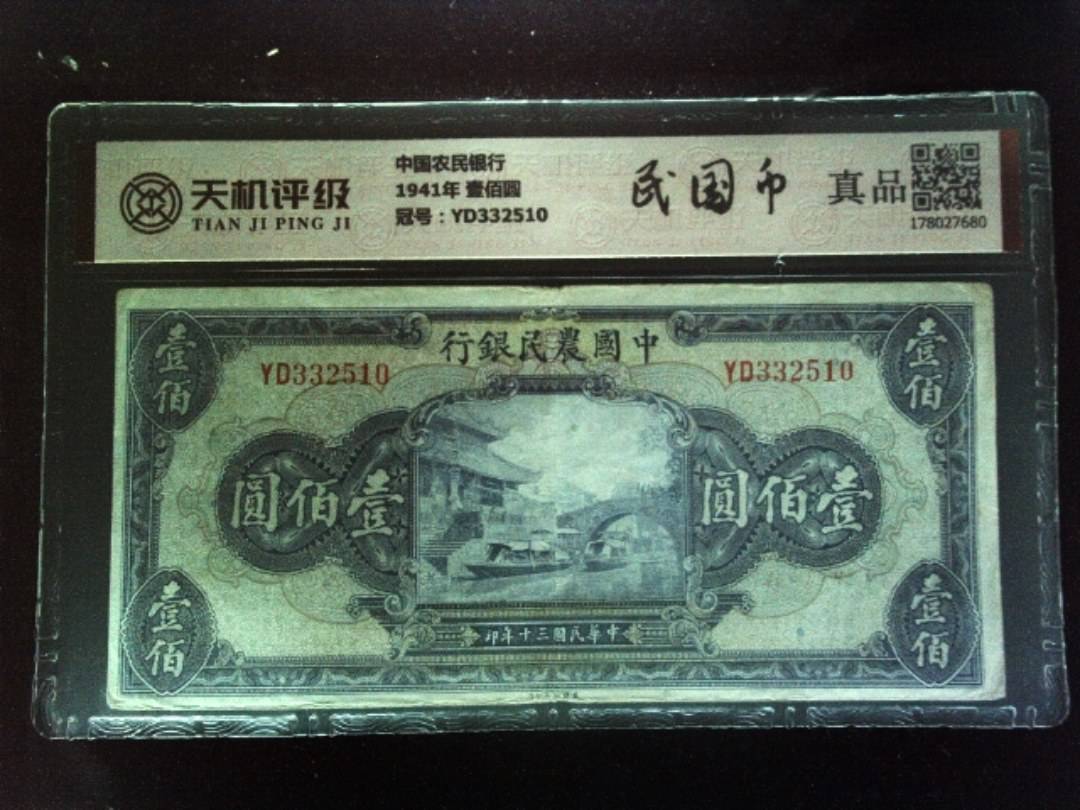 天机评级
TIAN JI PING JI
中国农民银行
1941年 壹佰圆
冠号：YD332510
民国币
真品
178027680
行銀民農國中
YD332510
YD332510
壹佰
壹佰
圓佰壹
圓佰壹
壹佰
壹佰
印年十三國民華中